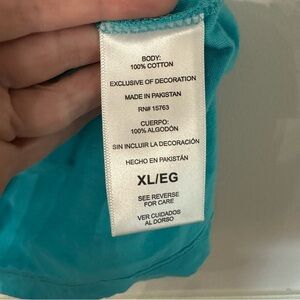 BODY:
100% COTTON
EXCLUSIVE OF DECORATION
MADE IN PAKISTAN
RN# 15763
CUERPO:
100% ALGODÓN
SIN INCLUIR LA DECORACIÓN
HECHO EN PAKISTÁN
XL/EG
SEE REVERSE
FOR CARE
VER CUIDADOS
AL DORSO